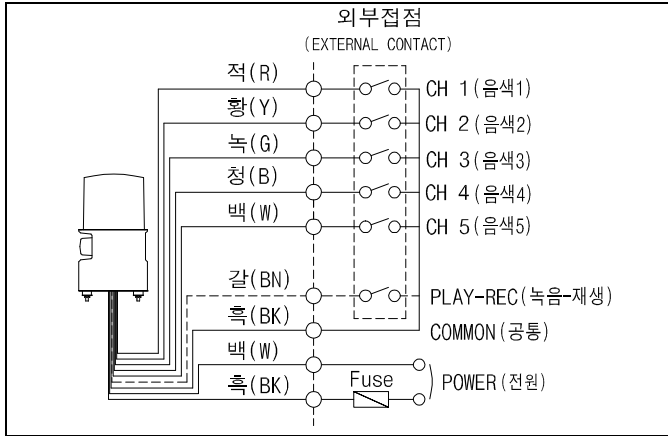 외부접점
(EXTERNAL CONTACT)
적(R) CH 1(음색1)
황(Y) CH 2(음색2)
녹(G) CH 3(음색3)
청(B) CH 4(음색4)
백(W) CH 5(음색5)
갈(BN) PLAY-REC(녹음-재생)
흑(BK) COMMON(공통)
백(W)
흑(BK) Fuse POWER(전원)